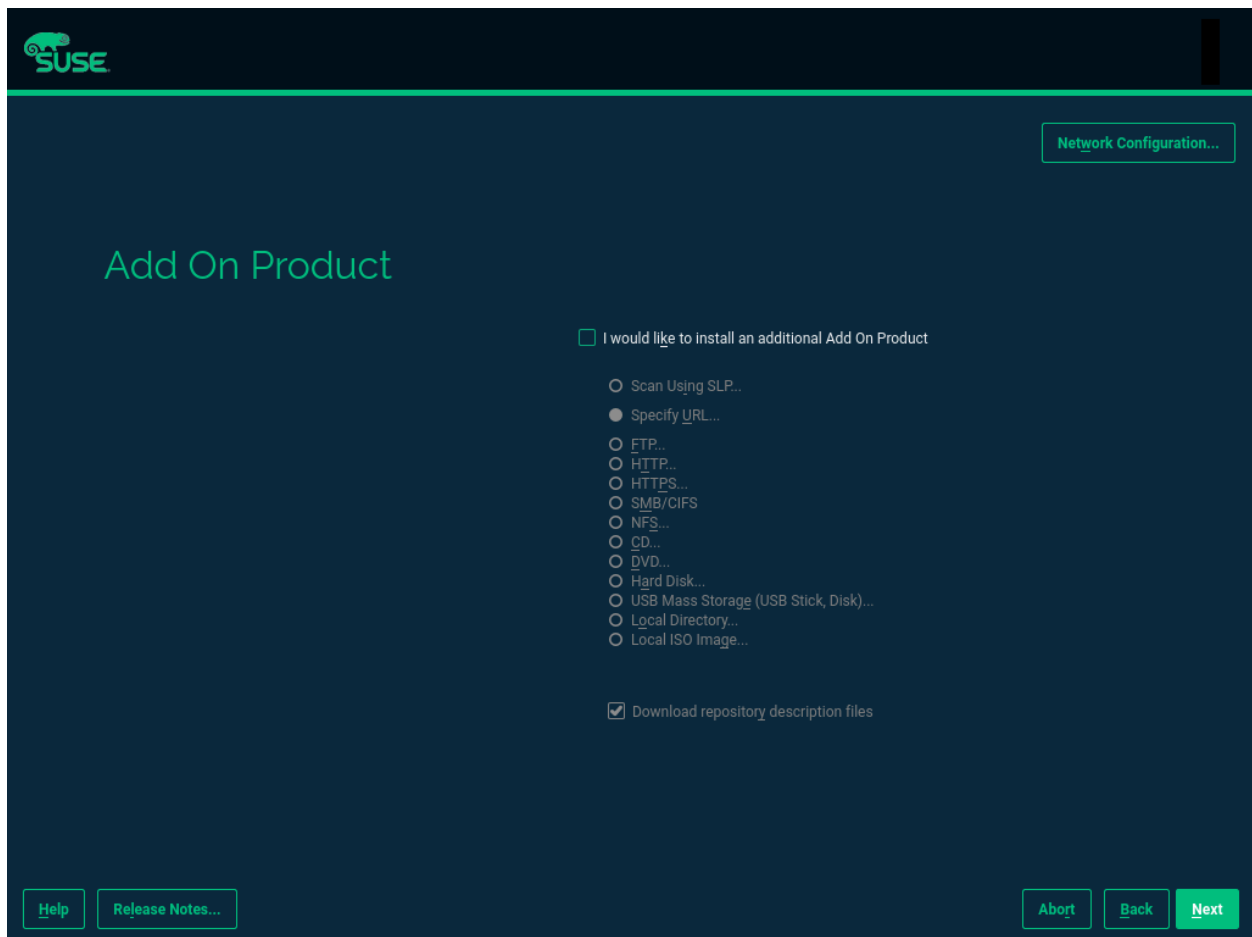 SUSE.
Network Configuration...
Add On Product
I would like to install an additional Add On Product
Scan Using SLP...
Specify URL...
FTP...
HTTP...
HTTPS...
SMB/CIFS
NFS...
CD...
DVD...
Hard Disk...
USB Mass Storage (USB Stick, Disk)...
Local Directory...
Local ISO Image...
Download repository description files
Help Release Notes... Abort Back Next